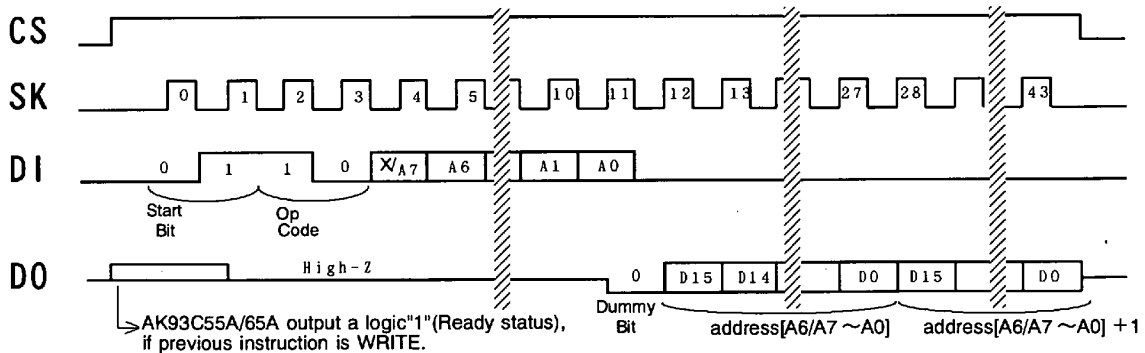 CS
SK 0 1 2 3 4 5 10 11 12 13 27 28 43
DI 0 1 1 0 X/A7 A6 A1 A0
Start Bit
Op Code
DO High-Z 0 D15 D14 D0 D15 D0
Dummy Bit
address[A6/A7 ~A0]
address[A6/A7 ~A0] +1
AK93C55A/65A output a logic"1"(Ready status),
if previous instruction is WRITE.